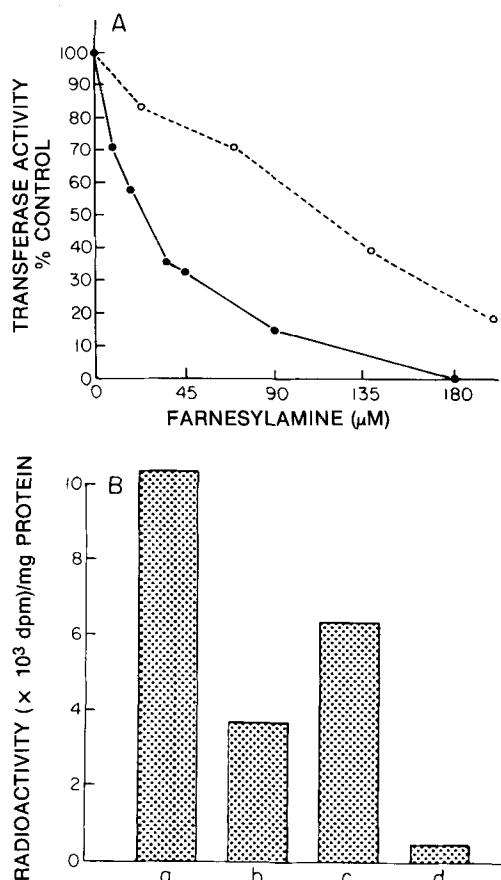 A
TRANSFERASE ACTIVITY
% CONTROL
100
90
80
70
60
50
40
30
20
10
0
0 45 90 135 180
FARNESYLAMINE (μM)
B
RADIOACTIVITY (× 10³ dpm)/mg PROTEIN
10
8
6
4
2
0
a b c d